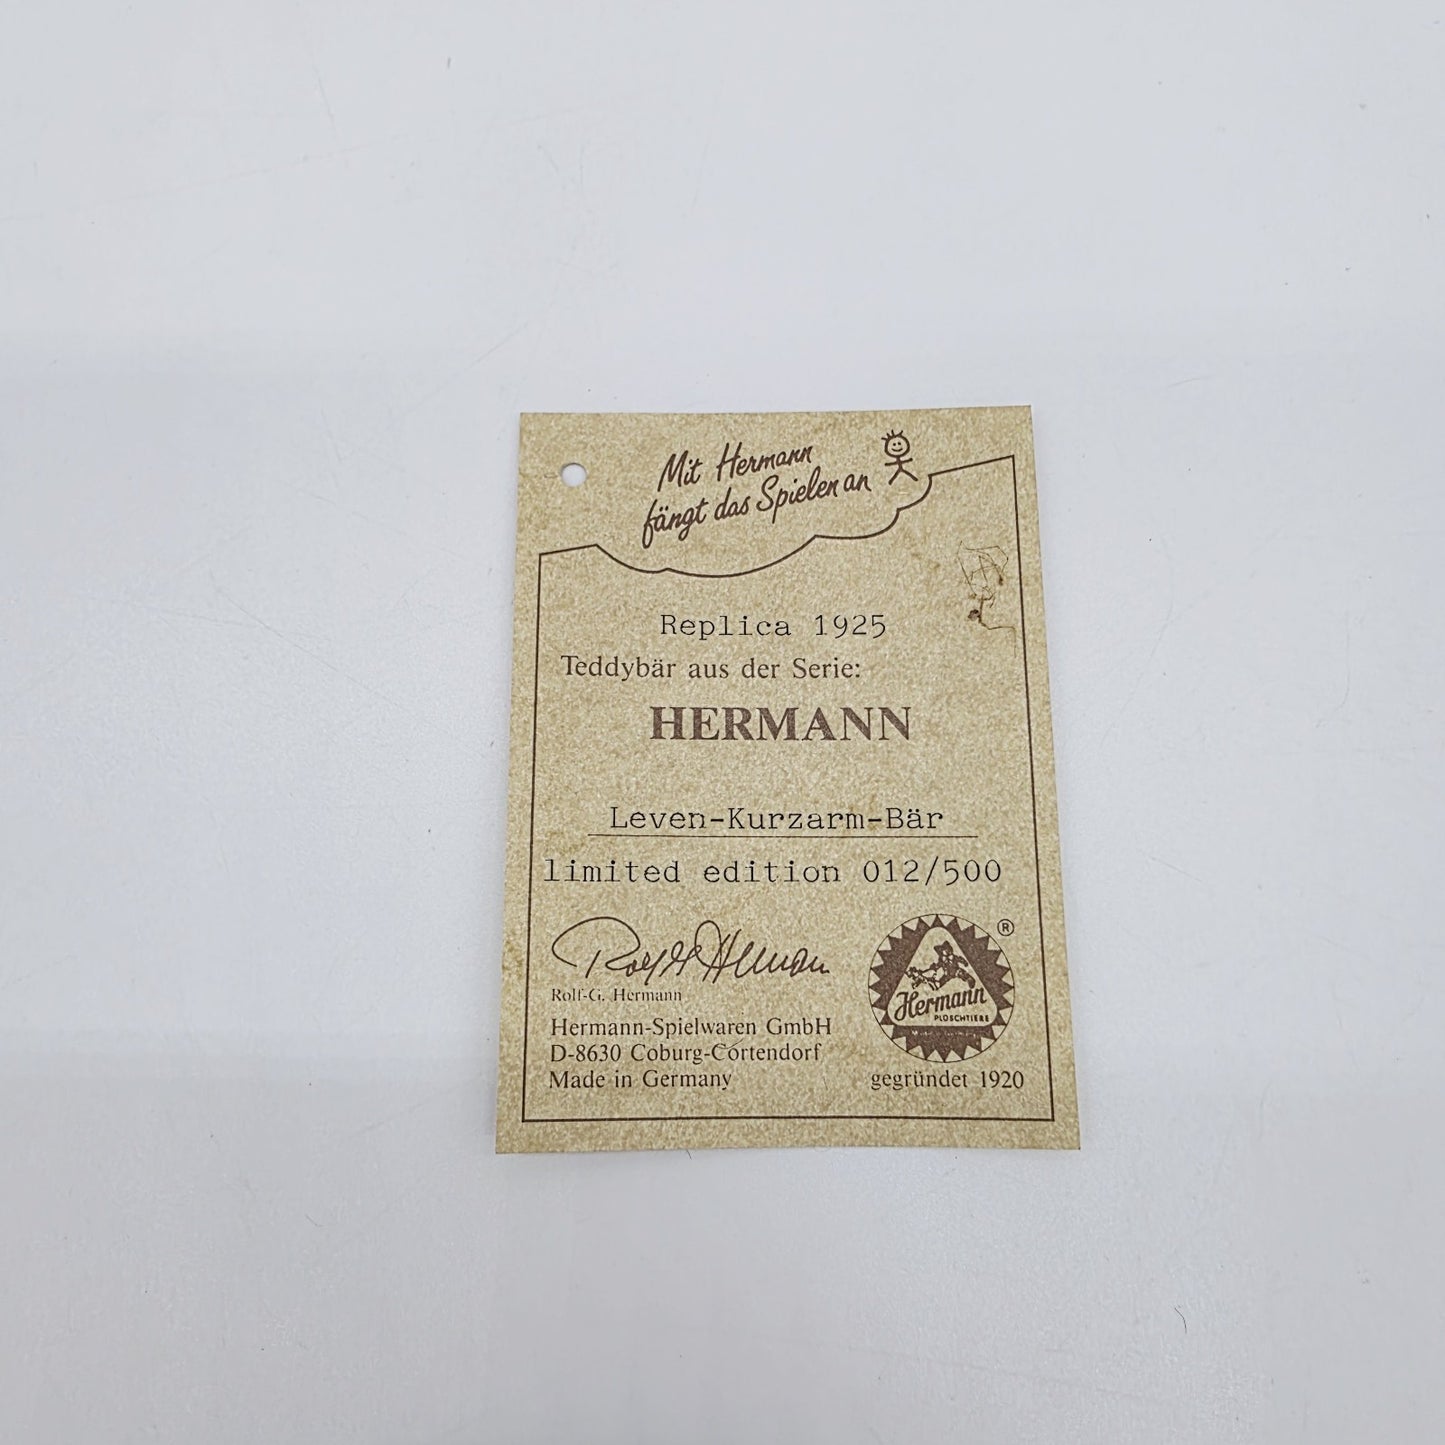 Mit Hermann
fängt das Spielen an
Replica 1925
Teddybär aus der Serie:
HERMANN
Leven-Kurzarm-Bär
limited edition 012/500
Rolf-G. Hermann
Hermann-Spielwaren GmbH
D-8630 Coburg-Cortendorf
Made in Germany
®
Hermann
PLÜSCHTIERE
gegründet 1920